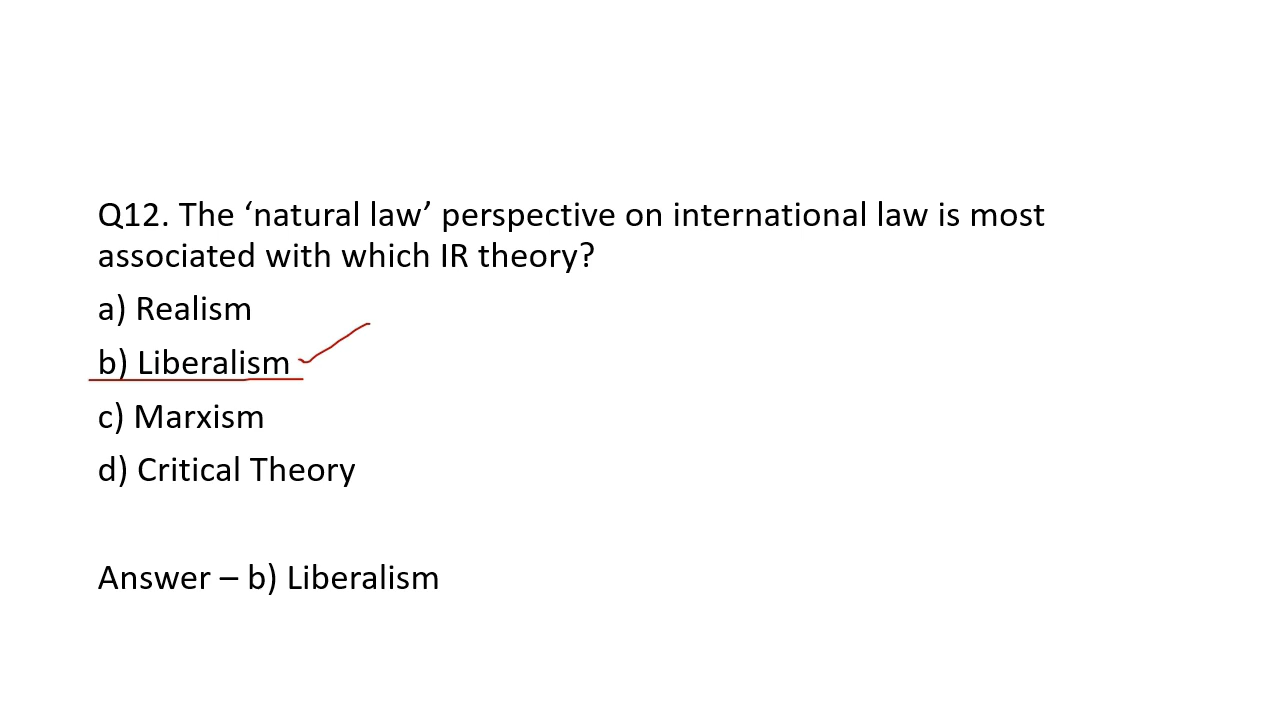 Q12. The ‘natural law’ perspective on international law is most
associated with which IR theory?
a) Realism
b) Liberalism
c) Marxism
d) Critical Theory
Answer – b) Liberalism